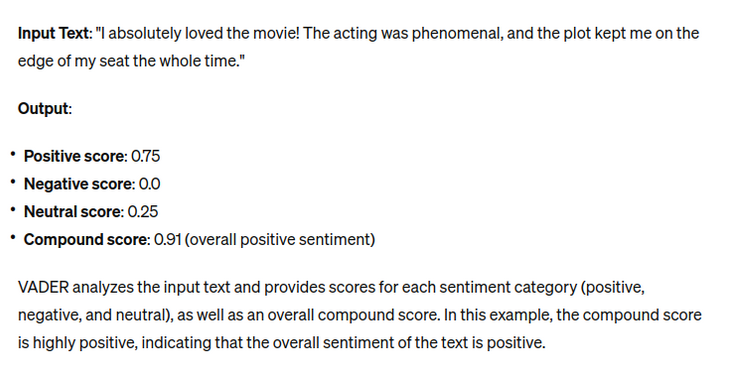 Input Text: "I absolutely loved the movie! The acting was phenomenal, and the plot kept me on the
edge of my seat the whole time."
Output:
• Positive score: 0.75
• Negative score: 0.0
• Neutral score: 0.25
• Compound score: 0.91 (overall positive sentiment)
VADER analyzes the input text and provides scores for each sentiment category (positive,
negative, and neutral), as well as an overall compound score. In this example, the compound score
is highly positive, indicating that the overall sentiment of the text is positive.